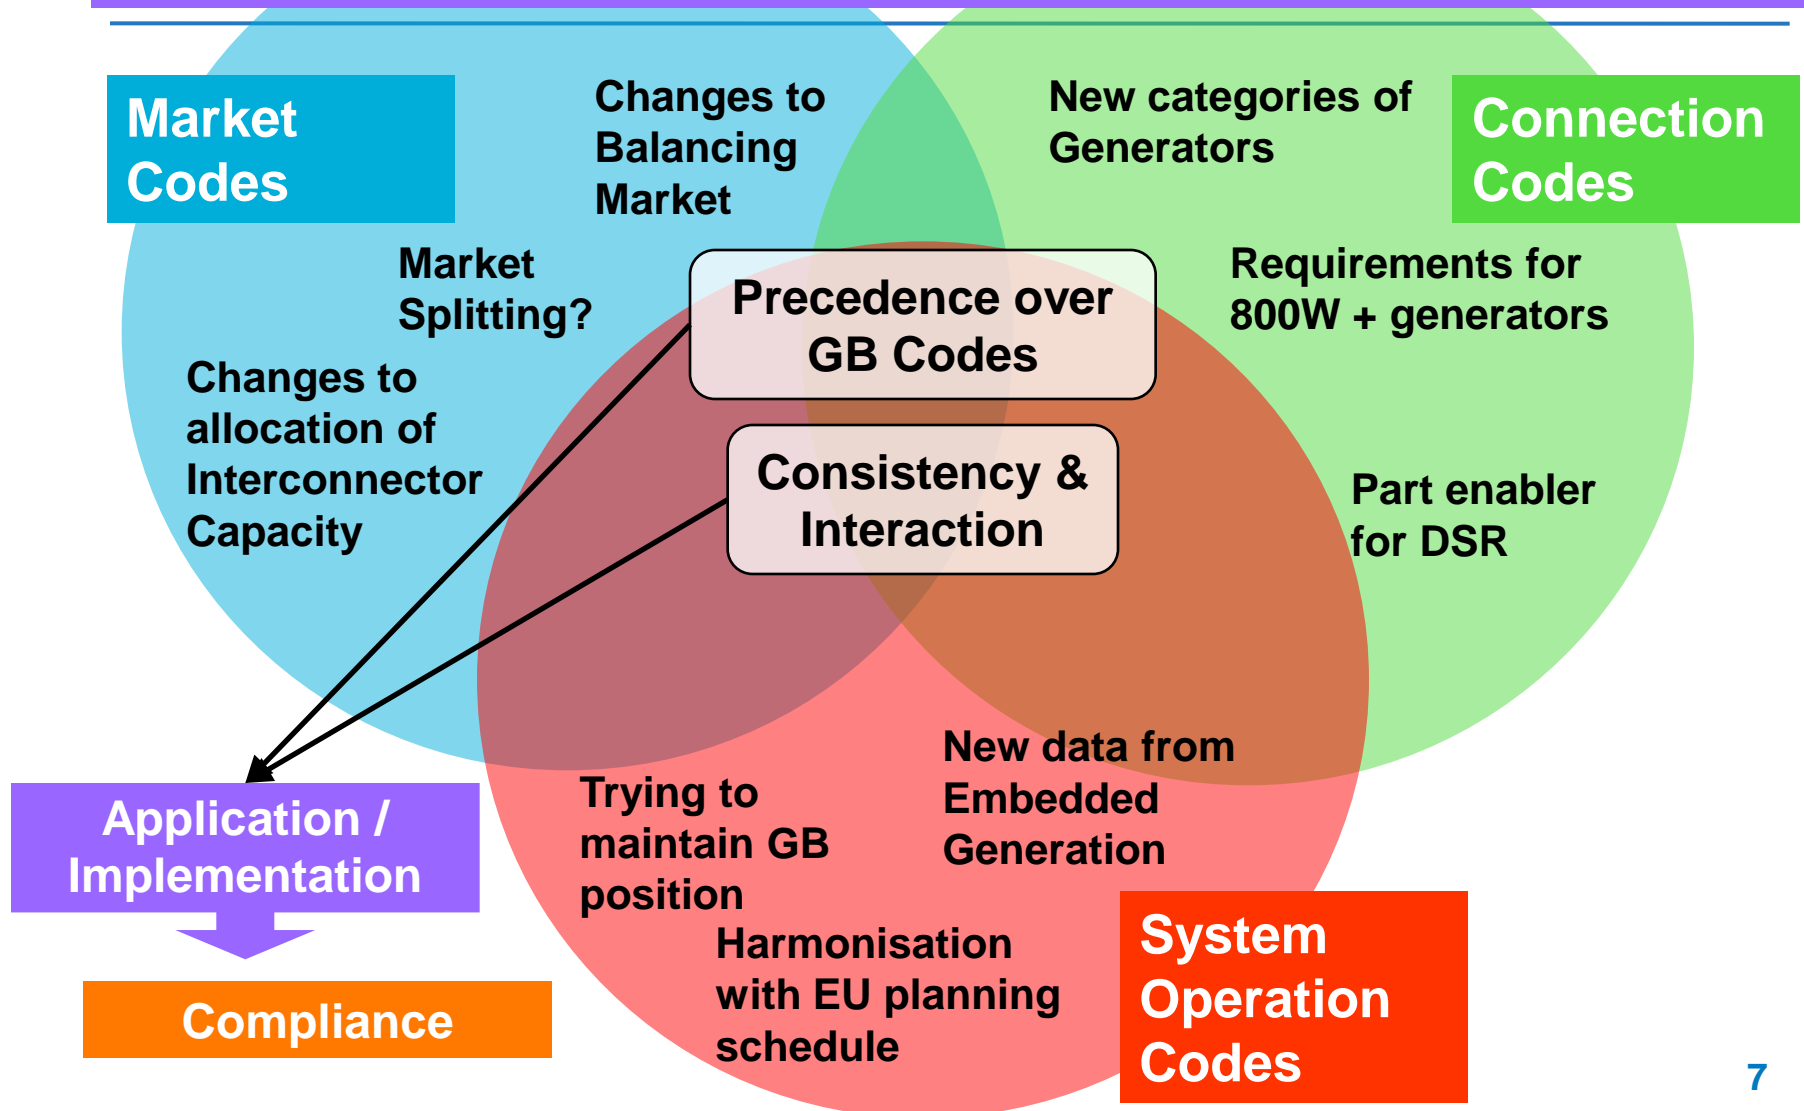 Market
Codes
Changes to
Balancing
Market
New categories of
Generators
Connection
Codes
Market
Splitting?
Precedence over
GB Codes
Requirements for
800W + generators
Changes to
allocation of
Interconnector
Capacity
Consistency &
Interaction
Part enabler
for DSR
Application /
Implementation
Trying to
maintain GB
position
New data from
Embedded
Generation
Harmonisation
with EU planning
schedule
System
Operation
Codes
Compliance
7